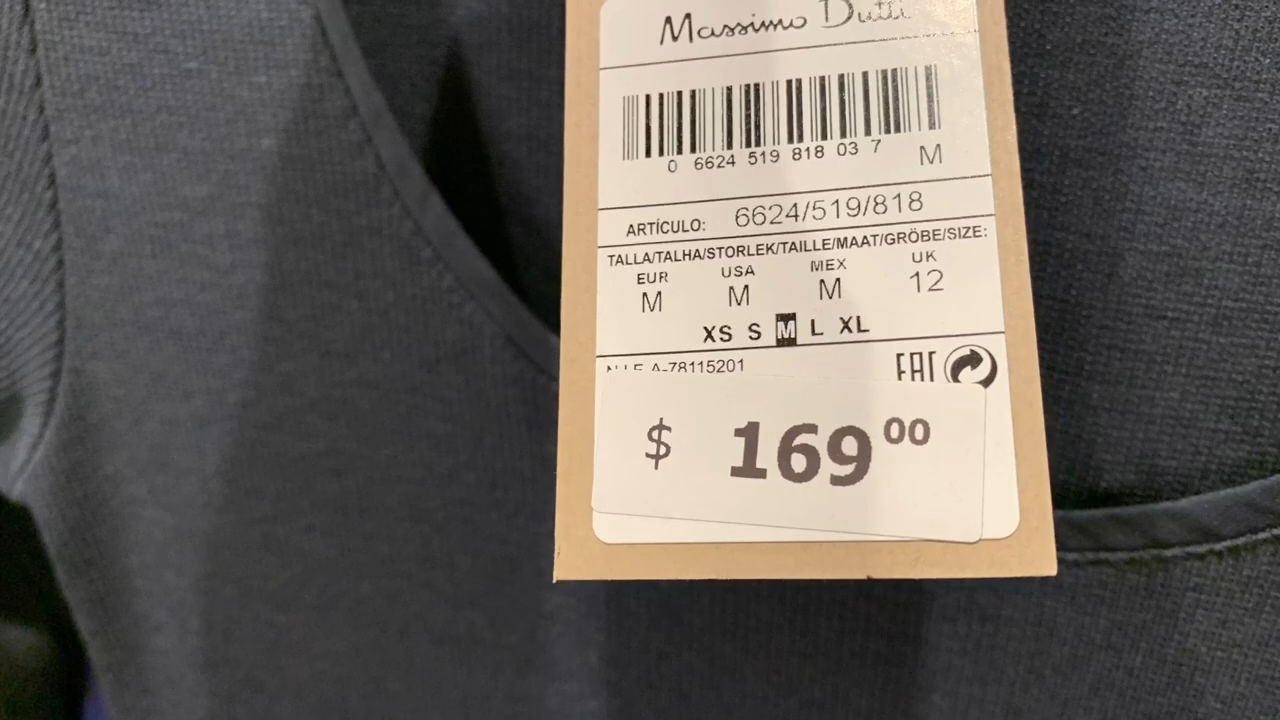 Massimo Dutti
0 6624 519 818 03 7 M
ARTÍCULO: 6624/519/818
TALLA/TALHA/STORLEK/TAILLE/MAAT/GRÖBE/SIZE:
EUR USA MEX UK
M M M 12
XS S M L XL
A-78115201 EAC
$ 169 00